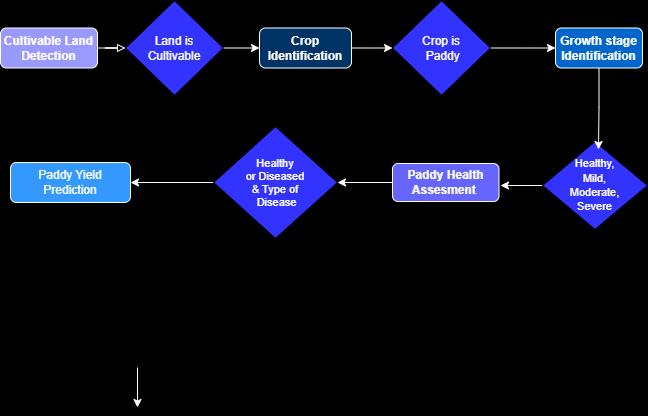 Cultivable Land
Detection
Land is
Cultivable
Crop
Identification
Crop is
Paddy
Growth stage
Identification
Healthy,
Mild,
Moderate,
Severe
Paddy Health
Assesment
Healthy
or Diseased
& Type of
Disease
Paddy Yield
Prediction